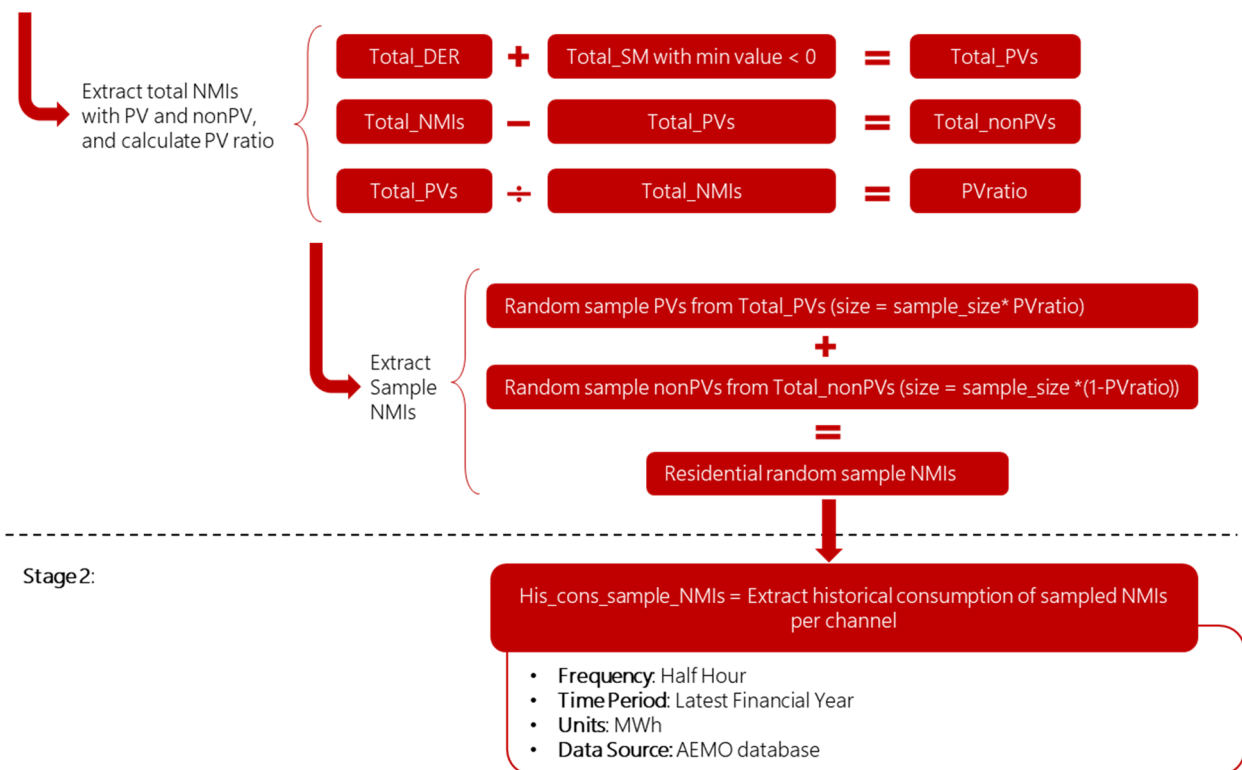 Extract total NMIs
with PV and nonPV,
and calculate PV ratio
Total_DER + Total_SM with min value < 0 = Total_PVs
Total_NMIs − Total_PVs = Total_nonPVs
Total_PVs ÷ Total_NMIs = PVratio
Extract
Sample
NMIs
Random sample PVs from Total_PVs (size = sample_size* PVratio)
+
Random sample nonPVs from Total_nonPVs (size = sample_size *(1-PVratio))
=
Residential random sample NMIs
Stage 2:
His_cons_sample_NMIs = Extract historical consumption of sampled NMIs
per channel
• Frequency: Half Hour
• Time Period: Latest Financial Year
• Units: MWh
• Data Source: AEMO database